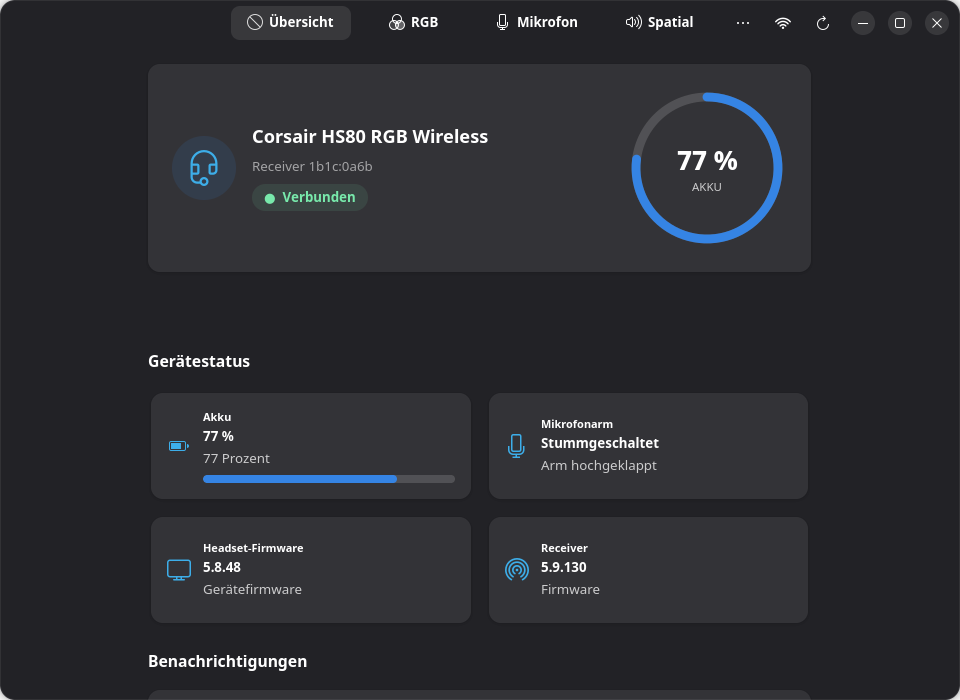 Übersicht
RGB
Mikrofon
Spatial
Corsair HS80 RGB Wireless
Receiver 1b1c:0a6b
Verbunden
77 %
AKKU
Gerätestatus
Akku
77 %
77 Prozent
Mikrofonarm
Stummgeschaltet
Arm hochgeklappt
Headset-Firmware
5.8.48
Gerätefirmware
Receiver
5.9.130
Firmware
Benachrichtigungen